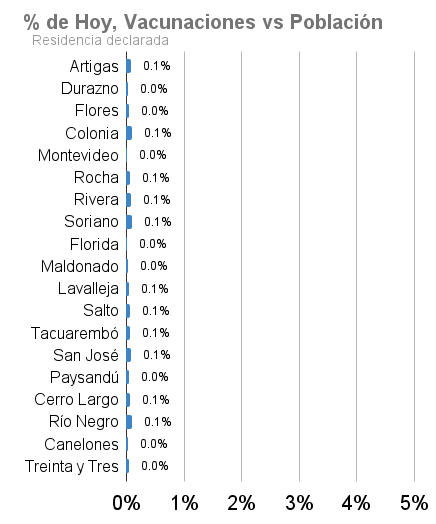 % de Hoy, Vacunaciones vs Población
Residencia declarada
Artigas 0.1%
Durazno 0.0%
Flores 0.0%
Colonia 0.1%
Montevideo 0.0%
Rocha 0.1%
Rivera 0.1%
Soriano 0.1%
Florida 0.0%
Maldonado 0.0%
Lavalleja 0.1%
Salto 0.1%
Tacuarembó 0.1%
San José 0.1%
Paysandú 0.0%
Cerro Largo 0.1%
Río Negro 0.1%
Canelones 0.0%
Treinta y Tres 0.0%
0% 1% 2% 3% 4% 5%